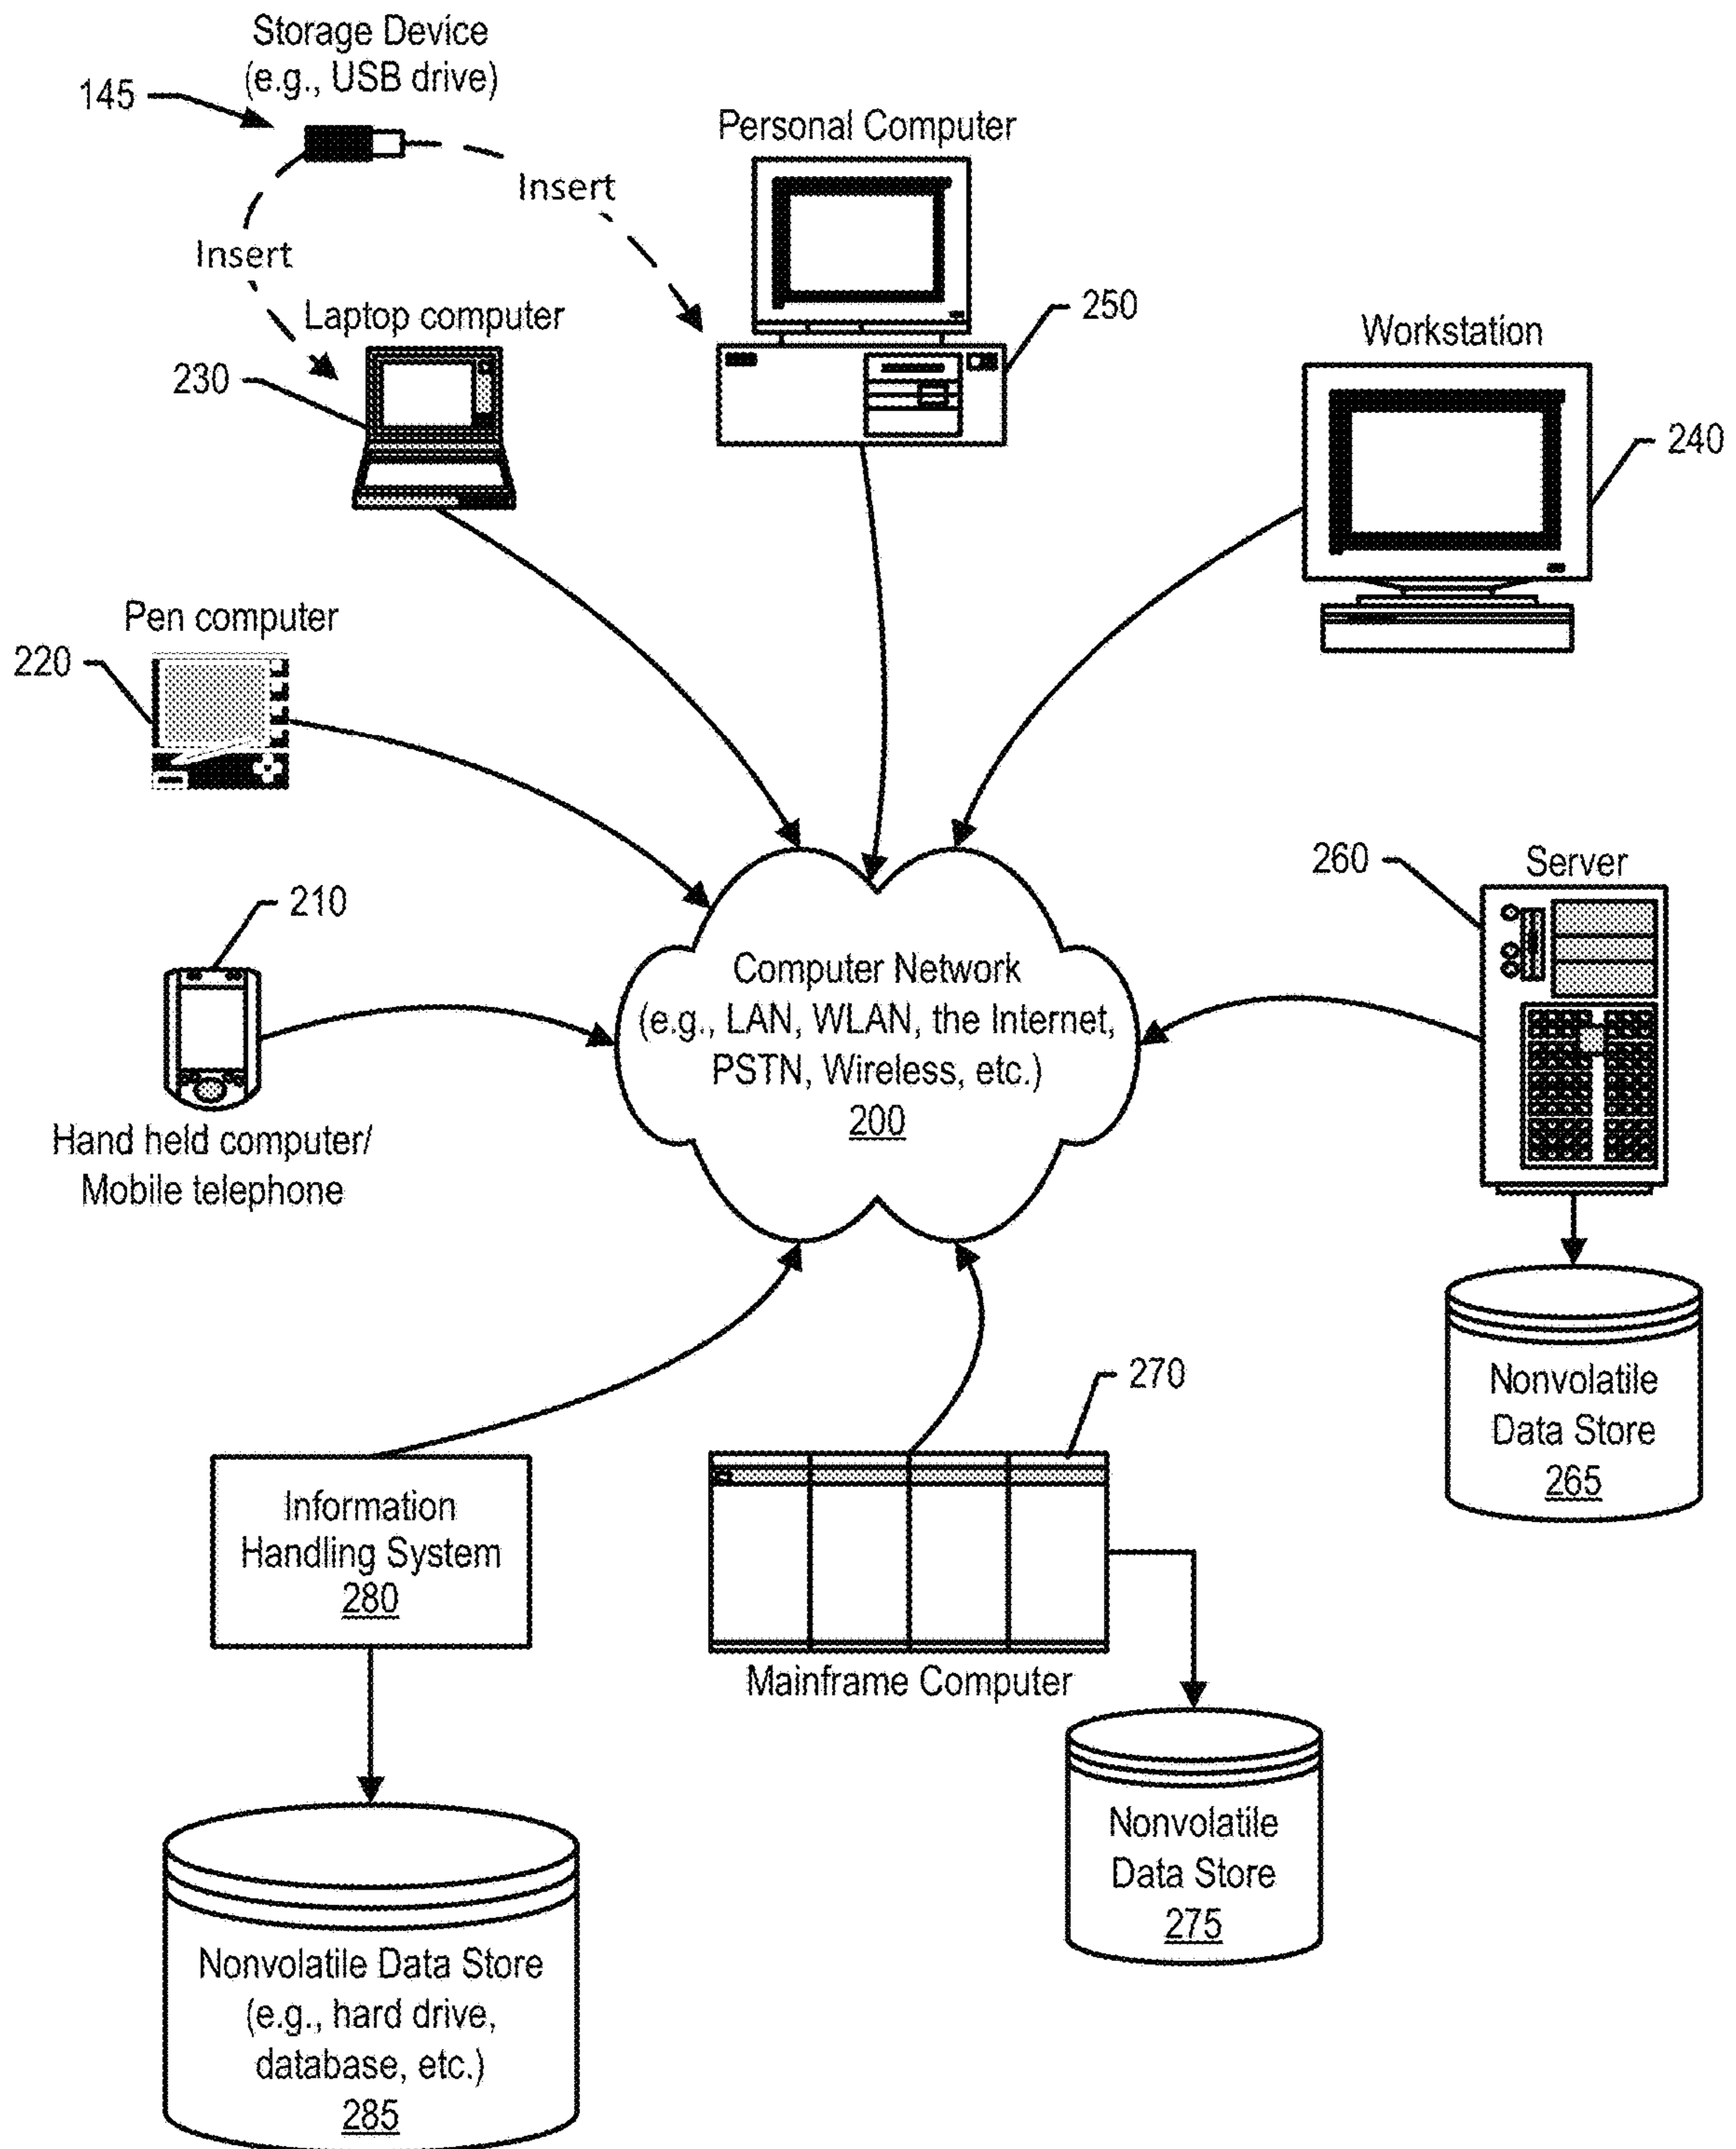 Storage Device
(e.g., USB drive)
145
Personal Computer
Insert
Insert
Laptop computer
250
Workstation
230
240
Pen computer
220
260
Server
210
Computer Network
(e.g., LAN, WLAN, the Internet,
PSTN, Wireless, etc.)
200
Hand held computer/
Mobile telephone
270
Nonvolatile
Data Store
265
Information
Handling System
280
Mainframe Computer
Nonvolatile
Data Store
275
Nonvolatile Data Store
(e.g., hard drive,
database, etc.)
285